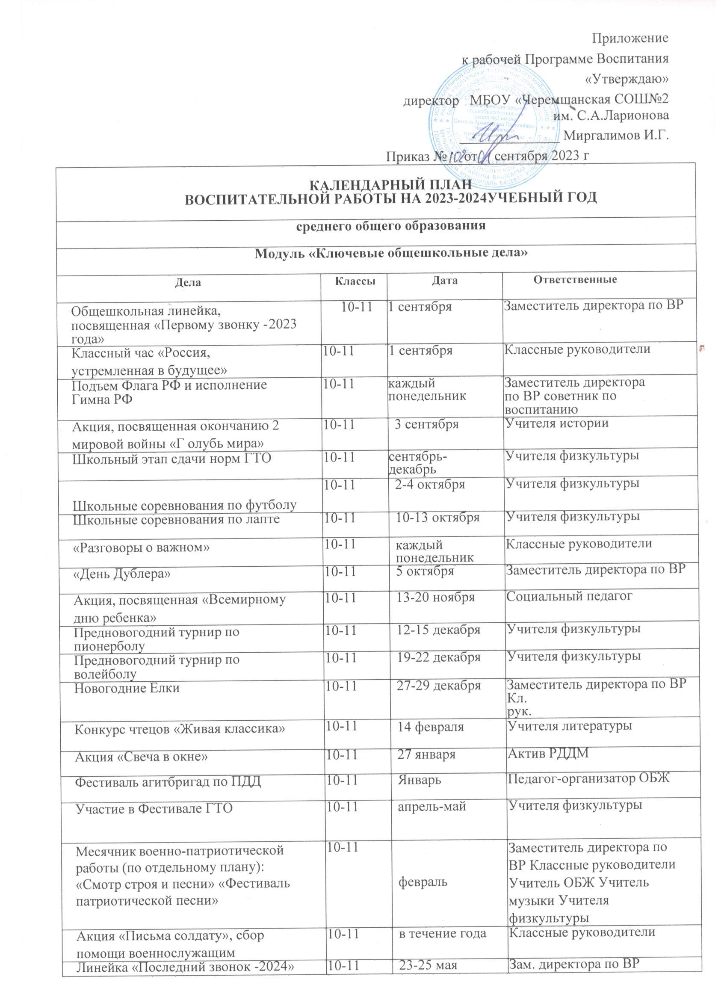 Приложение
к рабочей Программе Воспитания
«Утверждаю»
директор МБОУ «Черемшанская СОШ№2
им. С.А.Ларионова
Миргалимов И.Г.
Приказ №102 от 01 сентября 2023 г
КАЛЕНДАРНЫЙ ПЛАН
ВОСПИТАТЕЛЬНОЙ РАБОТЫ НА 2023-2024УЧЕБНЫЙ ГОД
среднего общего образования
Модуль «Ключевые общешкольные дела»
Дела Классы Дата Ответственные
Общешкольная линейка, 10-11 1 сентября Заместитель директора по ВР
посвященная «Первому звонку -2023
года»
Классный час «Россия, 10-11 1 сентября Классные руководители
устремленная в будущее»
Подъем Флага РФ и исполнение 10-11 каждый Заместитель директора
Гимна РФ понедельник по ВР советник по
воспитанию
Акция, посвященная окончанию 2 10-11 3 сентября Учителя истории
мировой войны «Г олубь мира»
Школьный этап сдачи норм ГТО 10-11 сентябрь- Учителя физкультуры
декабрь
10-11 2-4 октября Учителя физкультуры
Школьные соревнования по футболу
Школьные соревнования по лапте 10-11 10-13 октября Учителя физкультуры
«Разговоры о важном» 10-11 каждый Классные руководители
понедельник
«День Дублера» 10-11 5 октября Заместитель директора по ВР
Акция, посвященная «Всемирному 10-11 13-20 ноября Социальный педагог
дню ребенка»
Предновогодний турнир по 10-11 12-15 декабря Учителя физкультуры
пионерболу
Предновогодний турнир по 10-11 19-22 декабря Учителя физкультуры
волейболу
Новогодние Елки 10-11 27-29 декабря Заместитель директора по ВР
Кл.
рук.
Конкурс чтецов «Живая классика» 10-11 14 февраля Учителя литературы
Акция «Свеча в окне» 10-11 27 января Актив РДДМ
Фестиваль агитбригад по ПДД 10-11 Январь Педагог-организатор ОБЖ
Участие в Фестивале ГТО 10-11 апрель-май Учителя физкультуры
Месячник военно-патриотической 10-11 Заместитель директора по
работы (по отдельному плану): ВР Классные руководители
«Смотр строя и песни» «Фестиваль февраль Учитель ОБЖ Учитель
патриотической песни» музыки Учителя
физкультуры
Акция «Письма солдату», сбор 10-11 в течение года Классные руководители
помощи военнослужащим
Линейка «Последний звонок -2024» 10-11 23-25 мая Зам. директора по ВР